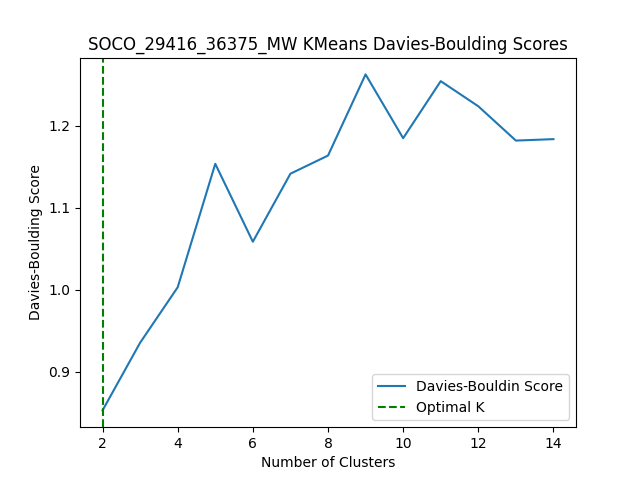 SOCO_29416_36375_MW KMeans Davies-Boulding Scores
Davies-Boulding Score
1.2
1.1
1.0
0.9
Davies-Bouldin Score
Optimal K
2 4 6 8 10 12 14
Number of Clusters